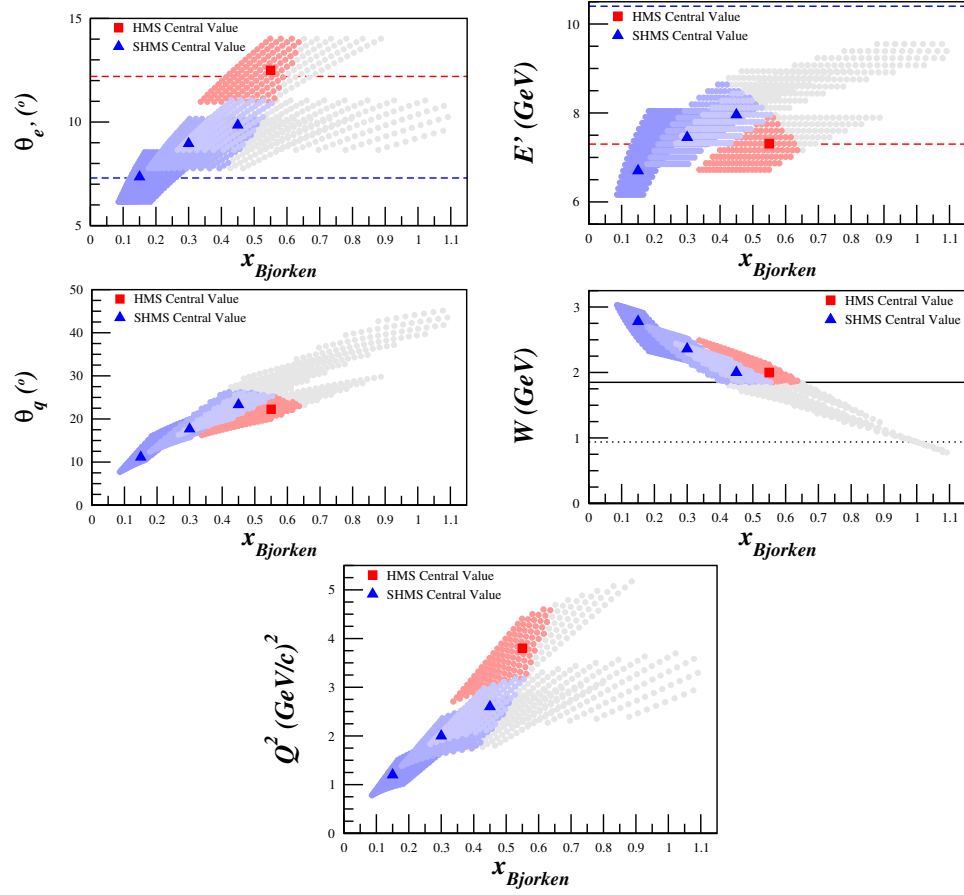 15
10
5
θe', (o)
HMS Central Value
SHMS Central Value
0 0.1 0.2 0.3 0.4 0.5 0.6 0.7 0.8 0.9 1 1.1
xBjorken
10
8
6
E' (GeV)
HMS Central Value
SHMS Central Value
0 0.1 0.2 0.3 0.4 0.5 0.6 0.7 0.8 0.9 1 1.1
xBjorken
50
40
30
20
10
0
θq (o)
HMS Central Value
SHMS Central Value
0 0.1 0.2 0.3 0.4 0.5 0.6 0.7 0.8 0.9 1 1.1
xBjorken
3
2
1
0
W (GeV)
HMS Central Value
SHMS Central Value
0 0.1 0.2 0.3 0.4 0.5 0.6 0.7 0.8 0.9 1 1.1
xBjorken
5
4
3
2
1
0
Q2 (GeV/c)2
HMS Central Value
SHMS Central Value
0 0.1 0.2 0.3 0.4 0.5 0.6 0.7 0.8 0.9 1 1.1
xBjorken